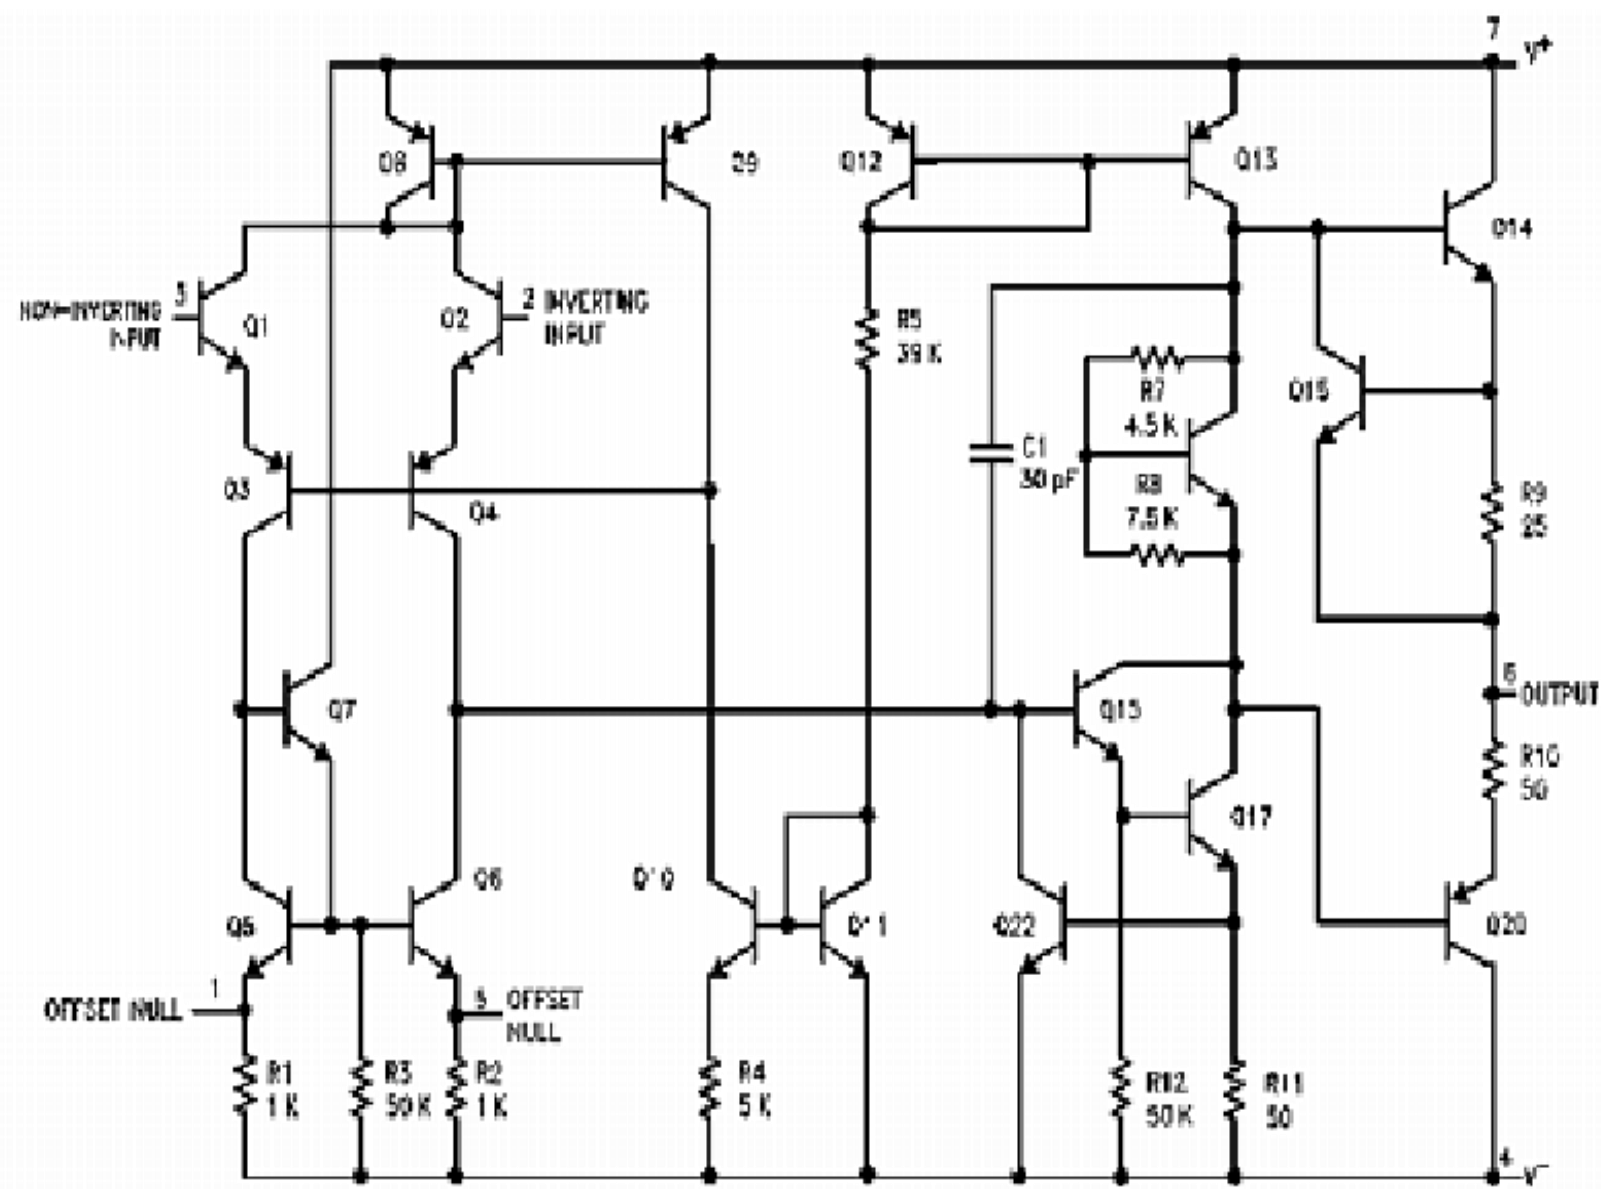 7
V+
Q8
Q9
Q12
Q13
Q14
3
NON-INVERTING
INPUT
Q1
Q2
2 INVERTING
INPUT
R5
39 K
Q15
R7
4.5 K
C1
30 pF
R8
7.5 K
Q3
Q4
R9
25
Q7
Q15
OUTPUT
R10
50
Q17
Q6
Q10
Q5
Q11
Q22
Q20
1
OFFSET NULL
5
OFFSET
NULL
R1
1 K
R3
50 K
R2
1 K
R4
5 K
R12
50 K
R11
50
4
V-